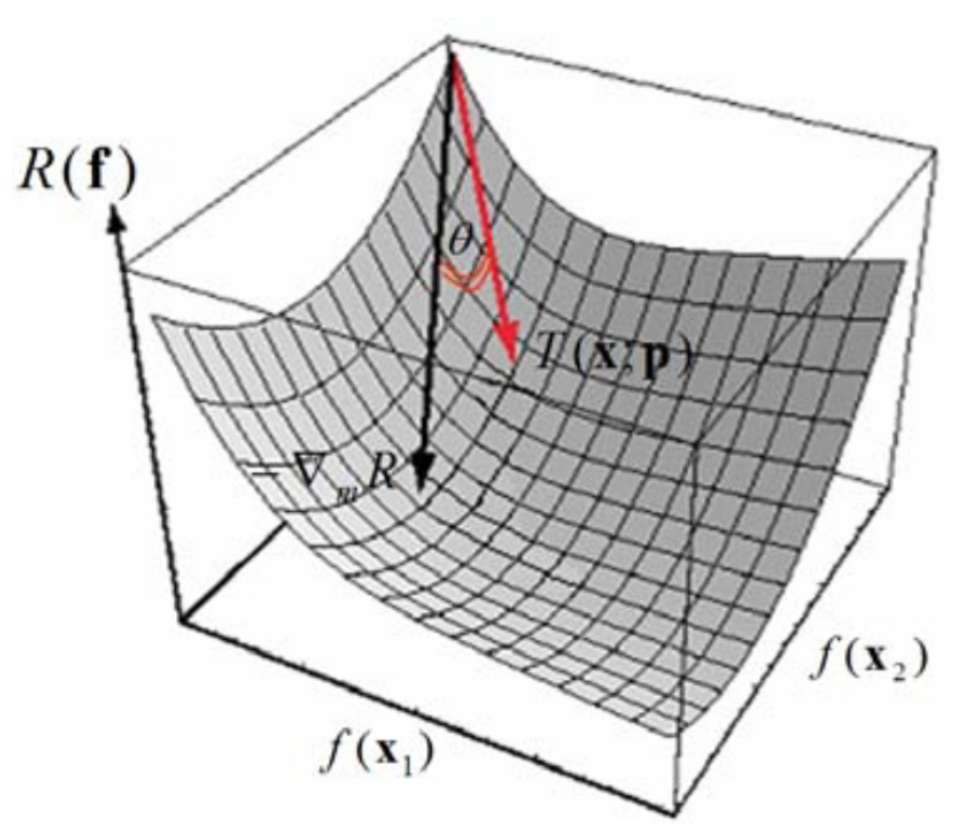 R(f)
θ
T(x;p)
−∇ₘR
f(x₂)
f(x₁)